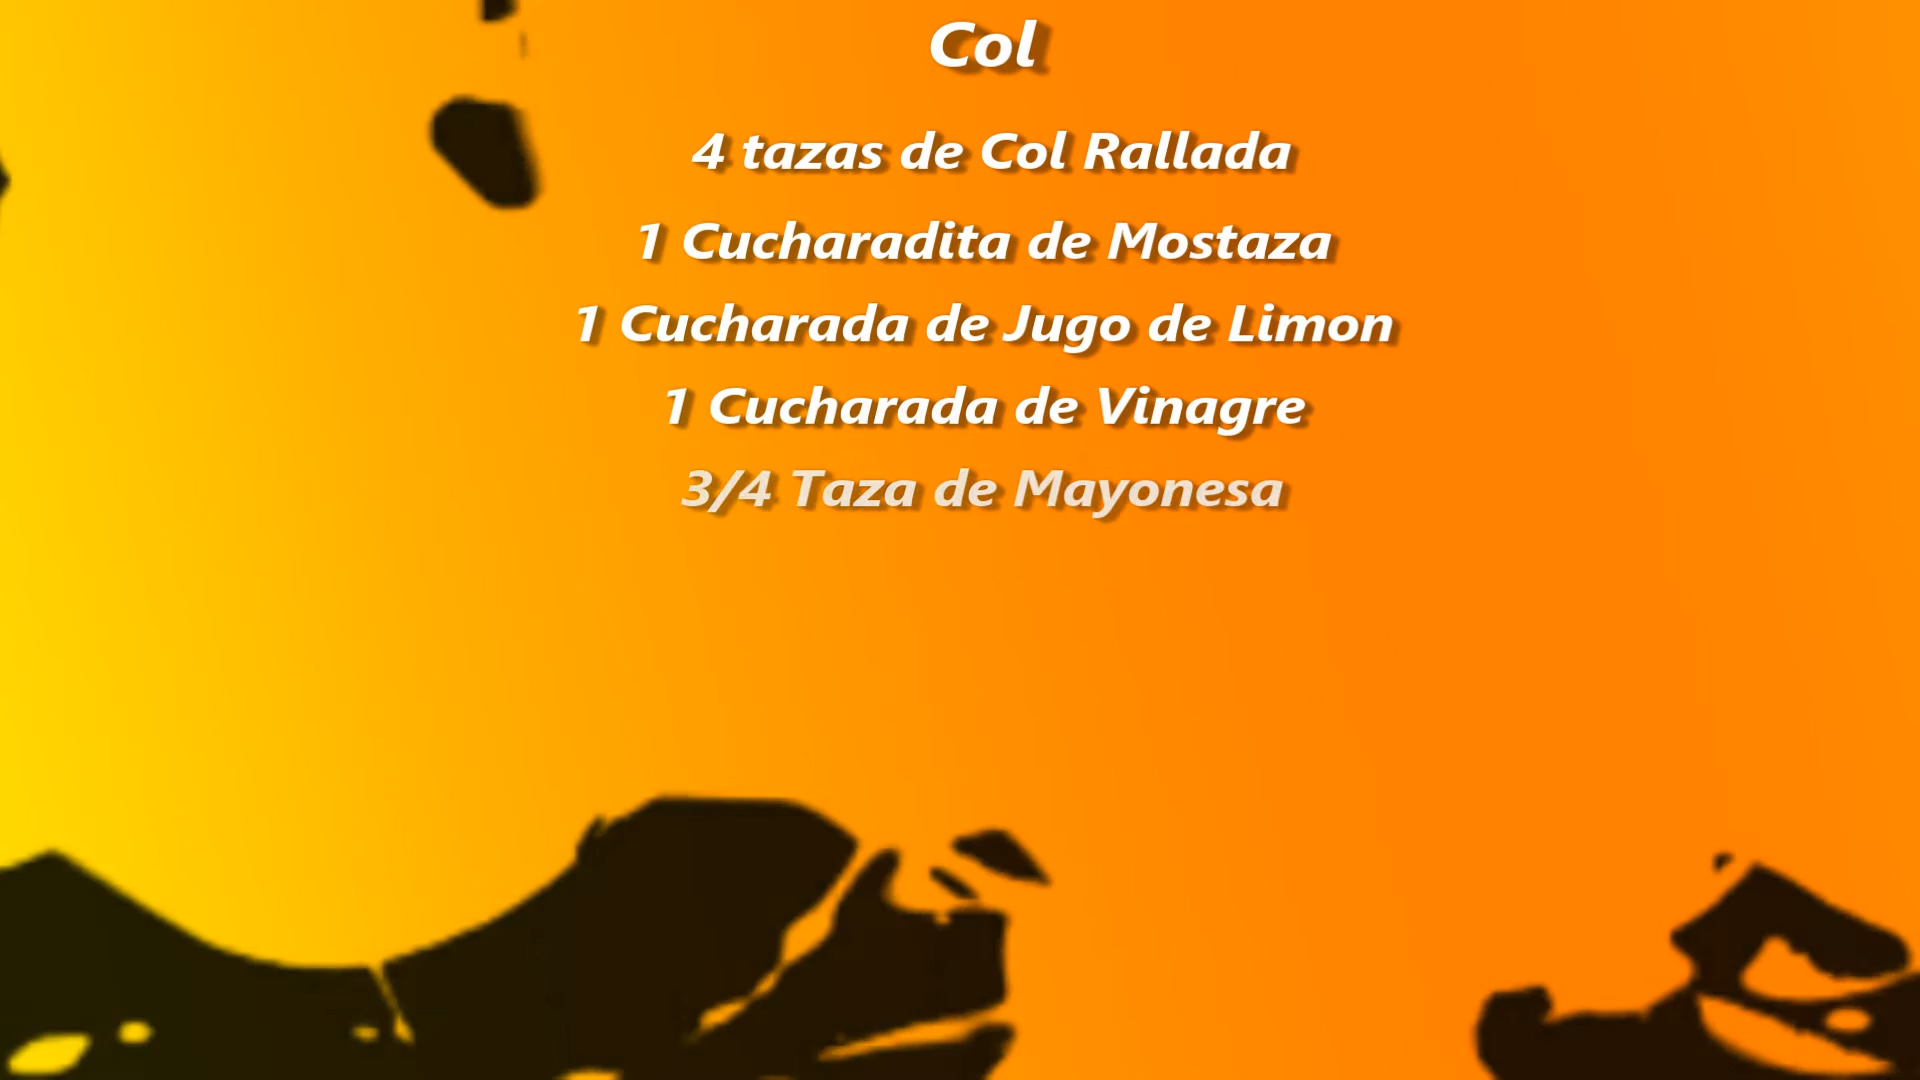 Col
4 tazas de Col Rallada
1 Cucharadita de Mostaza
1 Cucharada de Jugo de Limon
1 Cucharada de Vinagre
3/4 Taza de Mayonesa